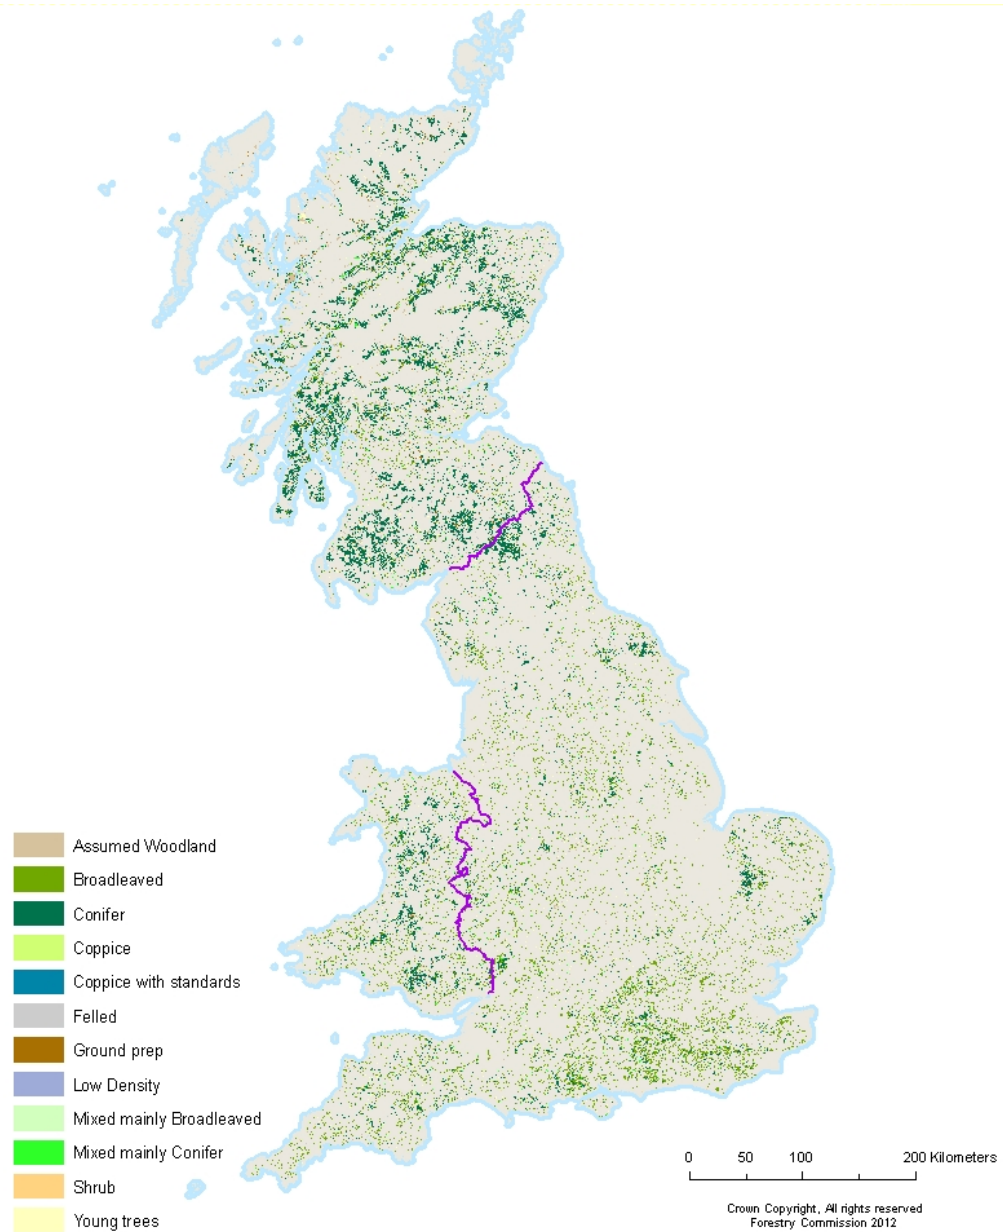 Assumed Woodland
Broadleaved
Conifer
Coppice
Coppice with standards
Felled
Ground prep
Low Density
Mixed mainly Broadleaved
Mixed mainly Conifer
Shrub
Young trees
0 50 100 200 Kilometers
Crown Copyright, All rights reserved
Forestry Commission 2012